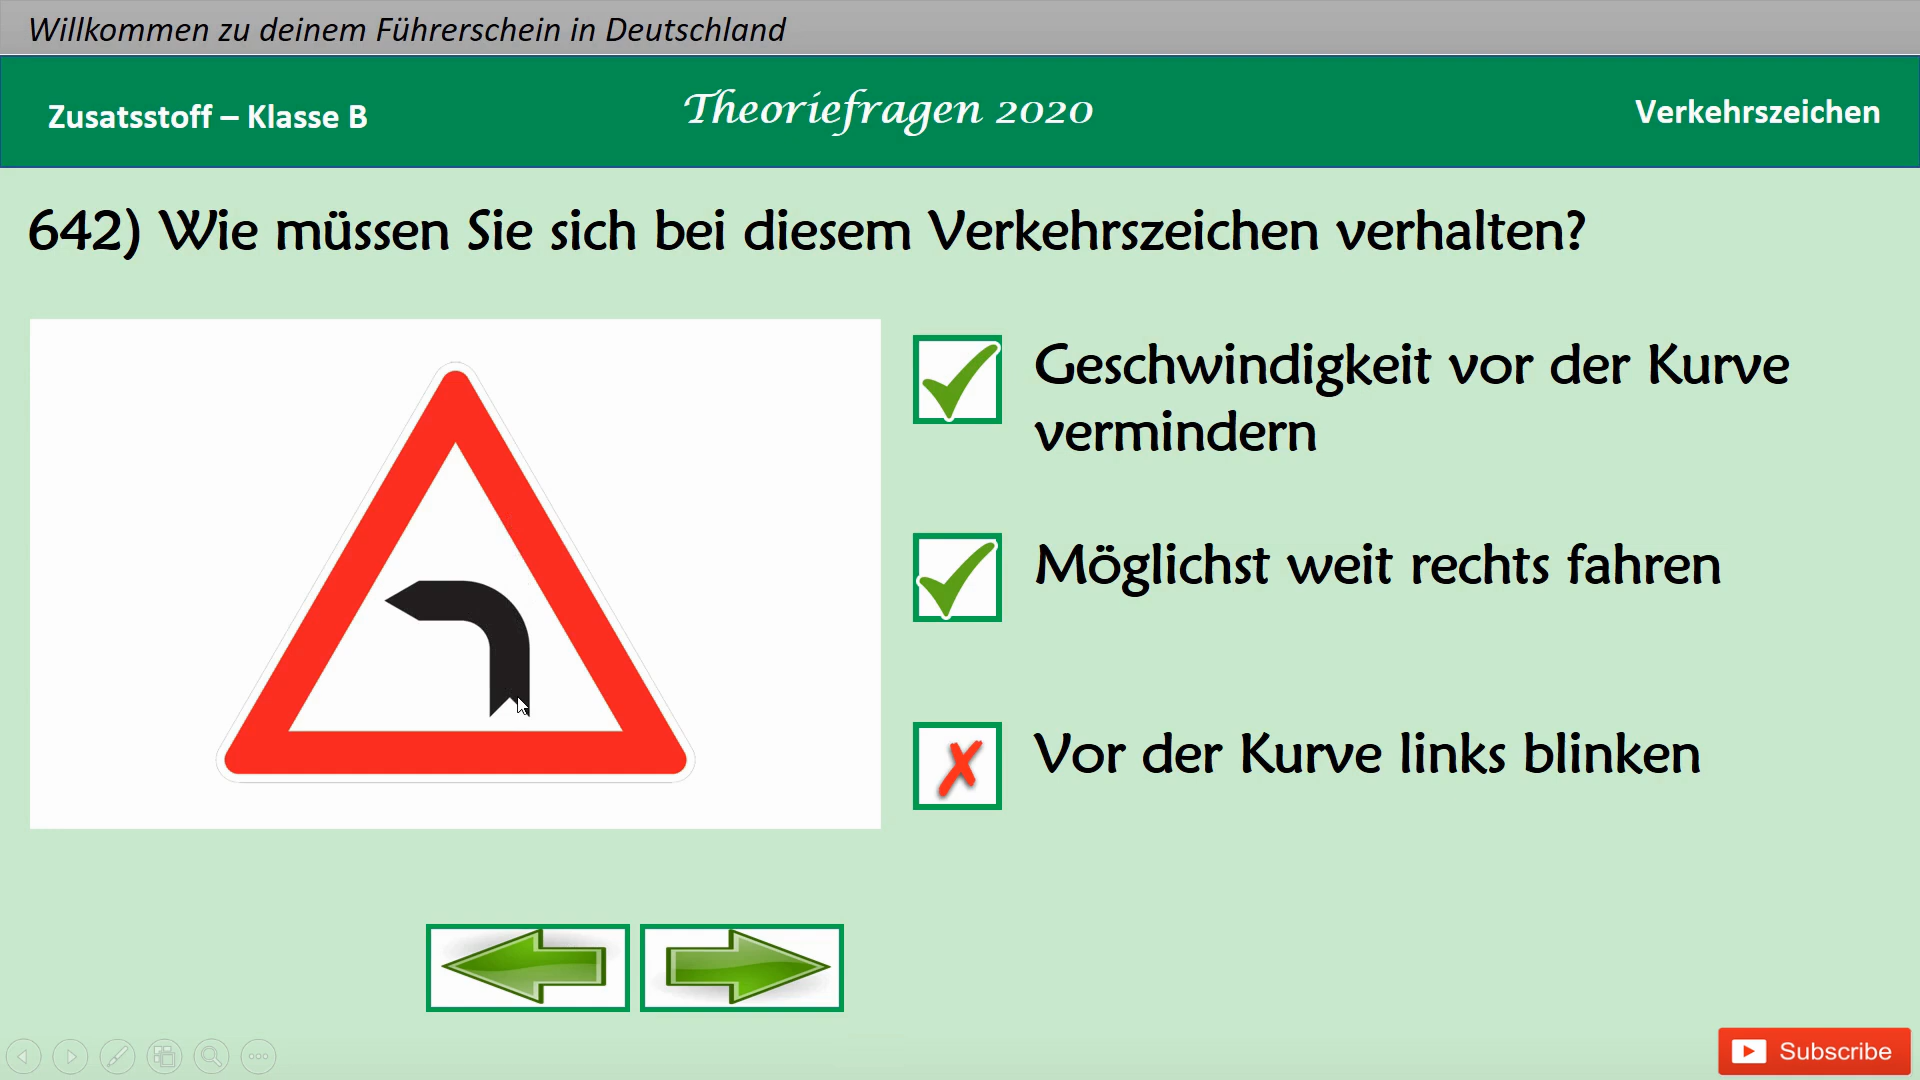 Willkommen zu deinem Führerschein in Deutschland
Zusatsstoff – Klasse B
Theoriefragen 2020
Verkehrszeichen
642) Wie müssen Sie sich bei diesem Verkehrszeichen verhalten?
Geschwindigkeit vor der Kurve
vermindern
Möglichst weit rechts fahren
Vor der Kurve links blinken
Subscribe